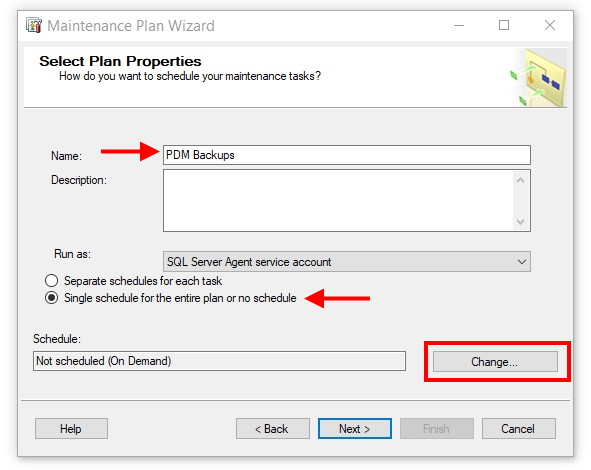 Maintenance Plan Wizard
Select Plan Properties
How do you want to schedule your maintenance tasks?
Name: PDM Backups
Description:
Run as: SQL Server Agent service account
Separate schedules for each task
Single schedule for the entire plan or no schedule
Schedule:
Not scheduled (On Demand) Change...
Help < Back Next > Finish Cancel